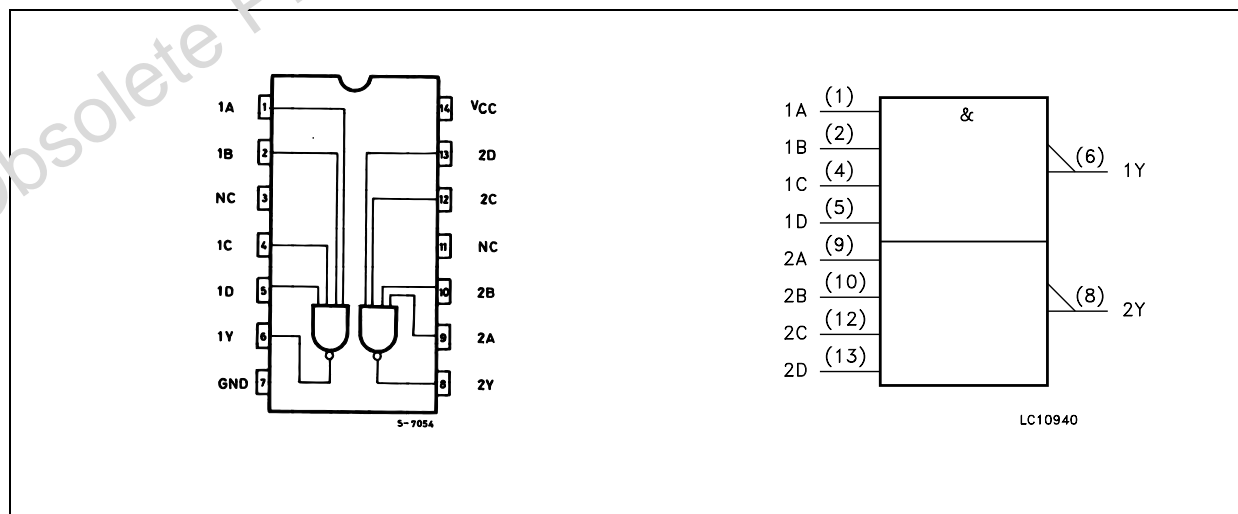 Obsolete
1A 1 14 VCC
1B 2 13 2D
NC 3 12 2C
1C 4 11 NC
1D 5 10 2B
1Y 6 9 2A
GND 7 8 2Y
S-7054
&
1A (1)
1B (2)
1C (4)
1D (5)
2A (9)
2B (10)
2C (12)
2D (13)
(6) 1Y
(8) 2Y
LC10940